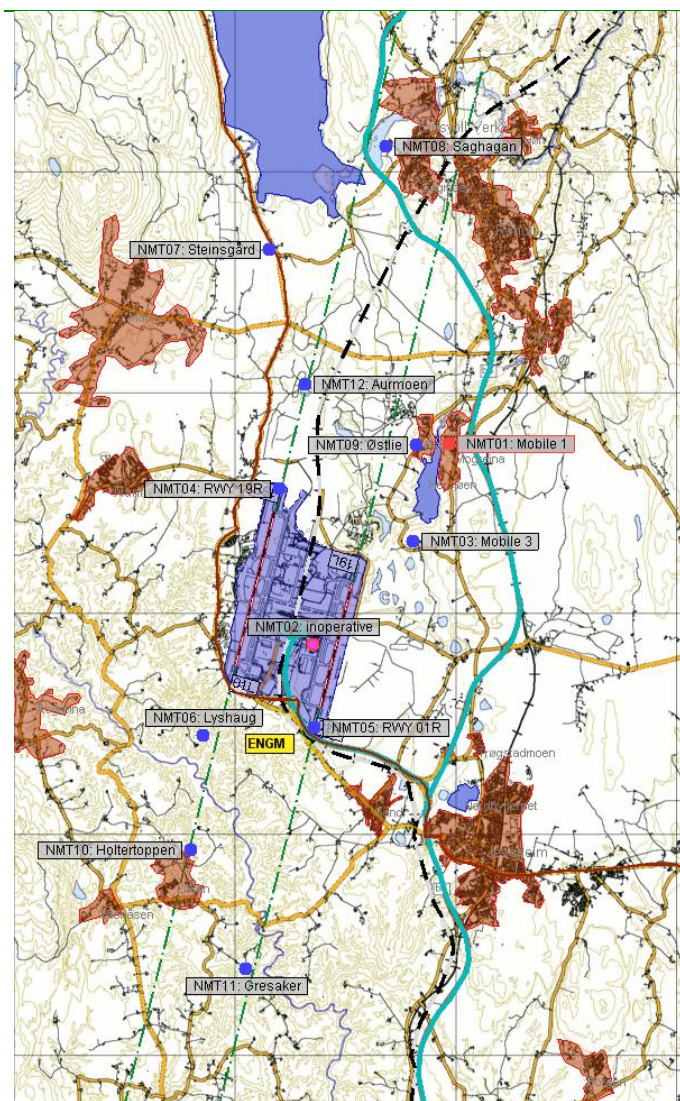 NMT08: Saghagan
NMT07: Steinsgård
NMT12: Aurmoen
NMT09: Østlie
NMT01: Mobile 1
NMT04: RWY 19R
NMT03: Mobile 3
19L
NMT02: inoperative
NMT06: Lyshaug
NMT05: RWY 01R
ENGM
NMT10: Holtertoppen
NMT11: Gresaker